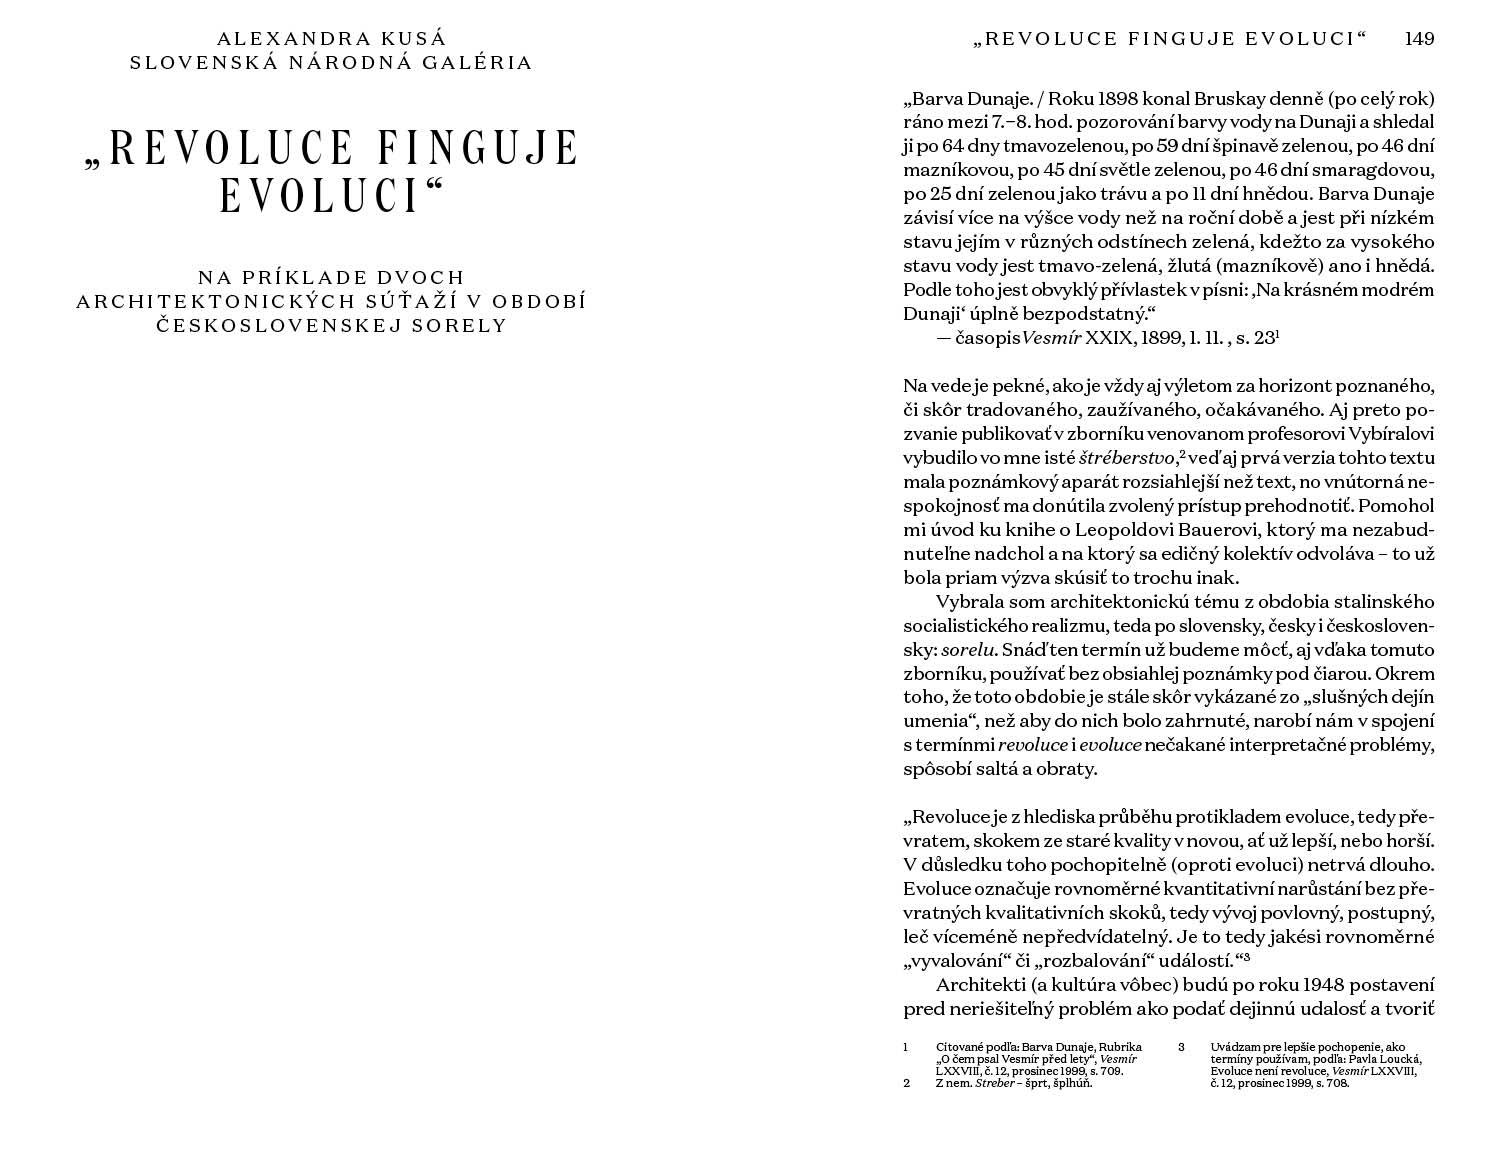 ALEXANDRA KUSÁ
SLOVENSKÁ NÁRODNÁ GALÉRIA
„REVOLUCE FINGUJE
EVOLUCI“
NA PRÍKLADE DVOCH
ARCHITEKTONICKÝCH SÚŤAŽÍ V OBDOBÍ
ČESKOSLOVENSKEJ SORELY
„REVOLUCE FINGUJE EVOLUCI“ 149
„Barva Dunaje. / Roku 1898 konal Bruskay denně (po celý rok)
ráno mezi 7.–8. hod. pozorování barvy vody na Dunaji a shledal
ji po 64 dny tmavozelenou, po 59 dní špinavě zelenou, po 46 dní
mazníkovou, po 45 dní světle zelenou, po 46 dní smaragdovou,
po 25 dní zelenou jako trávu a po 11 dní hnědou. Barva Dunaje
závisí více na výšce vody než na roční době a jest při nízkém
stavu jejím v různých odstínech zelená, kdežto za vysokého
stavu vody jest tmavo-zelená, žlutá (mazníkově) ano i hnědá.
Podle toho jest obvyklý přívlastek v písni: ‚Na krásném modrém
Dunaji‘ úplně bezpodstatný.“
— časopis Vesmír XXIX, 1899, 1. 11. , s. 23¹
Na vede je pekné, ako je vždy aj výletom za horizont poznaného,
či skôr tradovaného, zaužívaného, očakávaného. Aj preto po-
zvanie publikovať v zborníku venovanom profesorovi Vybíralovi
vybudilo vo mne isté štréberstvo,² veď aj prvá verzia tohto textu
mala poznámkový aparát rozsiahlejší než text, no vnútorná ne-
spokojnosť ma donútila zvolený prístup prehodnotiť. Pomohol
mi úvod ku knihe o Leopoldovi Bauerovi, ktorý ma nezabud-
nuteľne nadchol a na ktorý sa edičný kolektív odvoláva – to už
bola priam výzva skúsiť to trochu inak.
Vybrala som architektonickú tému z obdobia stalinského
socialistického realizmu, teda po slovensky, česky i českosloven-
sky: sorelu. Snáď ten termín už budeme môcť, aj vďaka tomuto
zborníku, používať bez obsiahlej poznámky pod čiarou. Okrem
toho, že toto obdobie je stále skôr vykázané zo „slušných dejín
umenia“, než aby do nich bolo zahrnuté, narobí nám v spojení
s termínmi revoluce i evoluce nečakané interpretačné problémy,
spôsobí saltá a obraty.
„Revoluce je z hlediska průběhu protikladem evoluce, tedy pře-
vratem, skokem ze staré kvality v novou, ať už lepší, nebo horší.
V důsledku toho pochopitelně (oproti evoluci) netrvá dlouho.
Evoluce označuje rovnoměrné kvantitativní narůstání bez pře-
vratných kvalitativních skoků, tedy vývoj povlovný, postupný,
leč víceméně nepředvídatelný. Je to tedy jakési rovnoměrné
„vyvalování“ či „rozbalování“ událostí.“³
Architekti (a kultúra vôbec) budú po roku 1948 postavení
pred neriešiteľný problém ako podať dejinnú udalosť a tvoriť
1 Citované podľa: Barva Dunaje, Rubrika
„O čem psal Vesmír před lety“, Vesmír
LXXVIII, č. 12, prosinec 1999, s. 709.
2 Z nem. Streber – šprt, šplhúň.
3 Uvádzam pre lepšie pochopenie, ako
termíny používam, podľa: Pavla Loucká,
Evoluce není revoluce, Vesmír LXXVIII,
č. 12, prosinec 1999, s. 708.